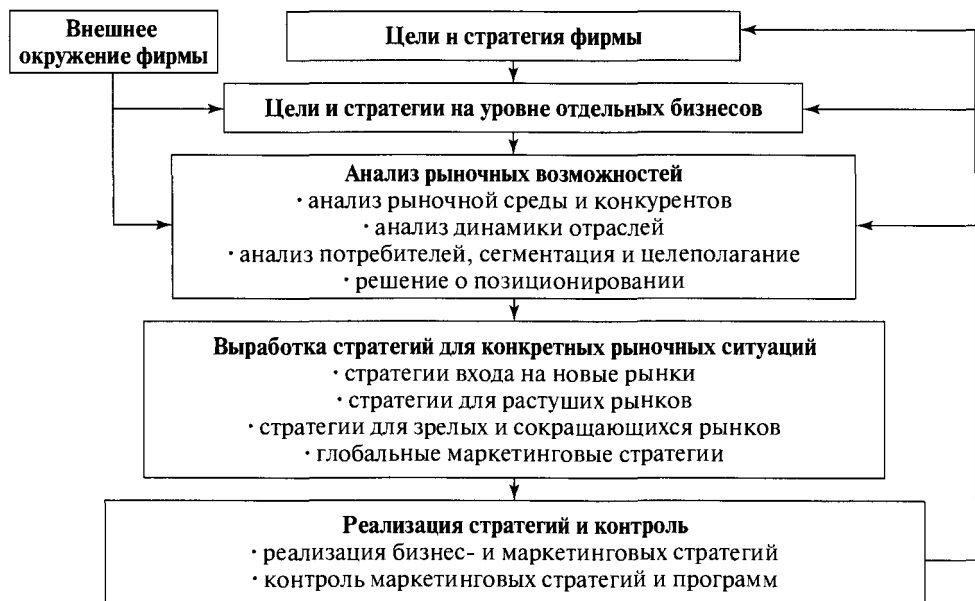 Внешнее
окружение фирмы
Цели н стратегия фирмы
Цели и стратегии на уровне отдельных бизнесов
Анализ рыночных возможностей
· анализ рыночной среды и конкурентов
· анализ динамики отраслей
· анализ потребителей, сегментация и целеполагание
· решение о позиционировании
Выработка стратегий для конкретных рыночных ситуаций
· стратегии входа на новые рынки
· стратегии для растуших рынков
· стратегии для зрелых и сокращающихся рынков
· глобальные маркетинговые стратегии
Реализация стратегий и контроль
· реализация бизнес- и маркетинговых стратегий
· контроль маркетинговых стратегий и программ